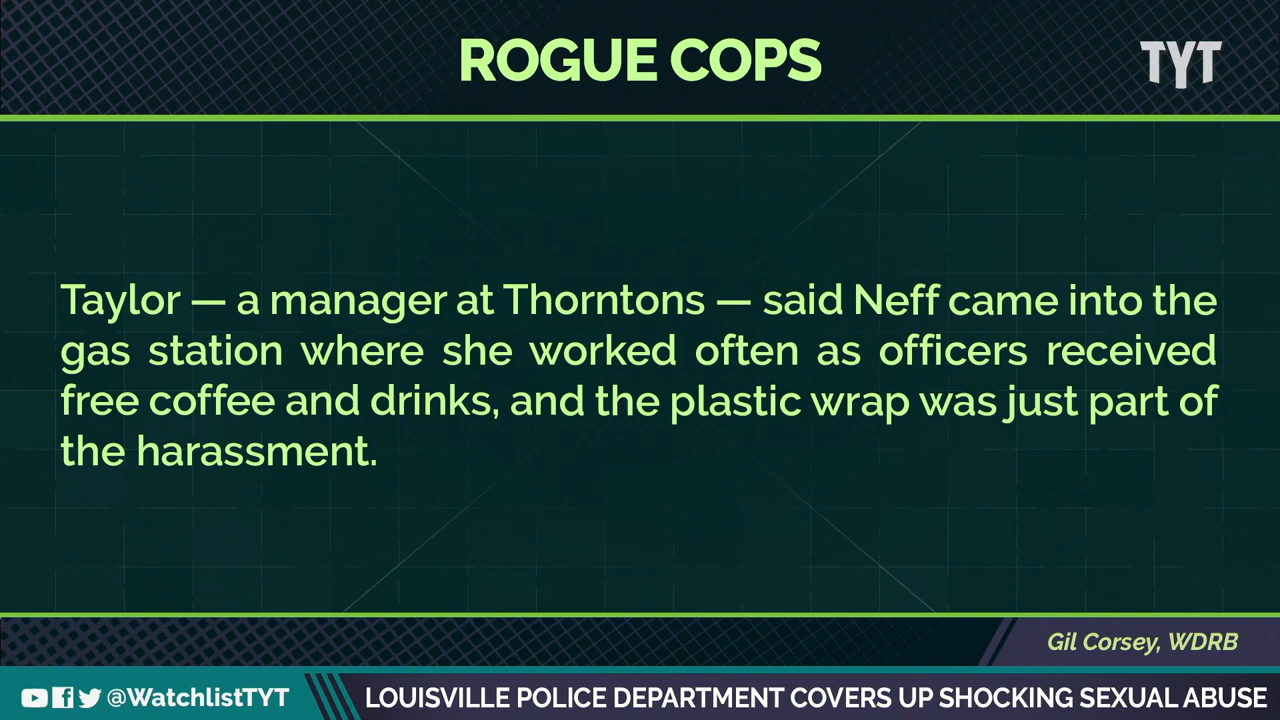 ROGUE COPS
TYT
Taylor — a manager at Thorntons — said Neff came into the
gas station where she worked often as officers received
free coffee and drinks, and the plastic wrap was just part of
the harassment.
Gil Corsey, WDRB
@WatchlistTYT
LOUISVILLE POLICE DEPARTMENT COVERS UP SHOCKING SEXUAL ABUSE